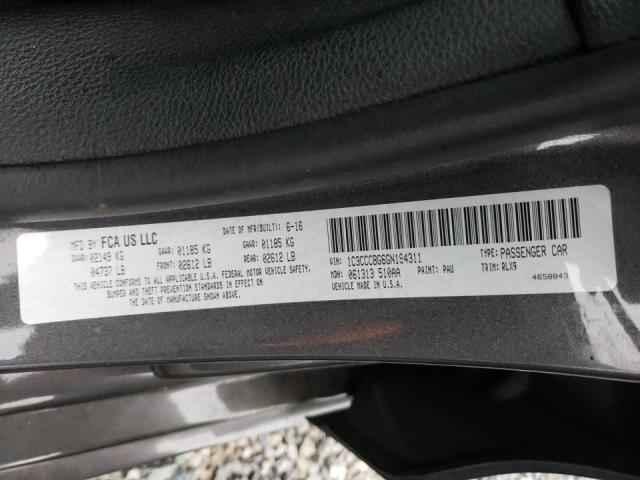 MFD BY FCA US LLC
DATE OF MFR(BUILT): 6-16
GVWR: 02149 KG
04737 LB
GAWR: 01185 KG
FRONT: 02612 LB
GAWR: 01185 KG
REAR: 02612 LB
THIS VEHICLE CONFORMS TO ALL APPLICABLE U.S.A. FEDERAL MOTOR VEHICLE SAFETY,
BUMPER AND THEFT PREVENTION STANDARDS IN EFFECT ON
THE DATE OF MANUFACTURE SHOWN ABOVE.
VIN: 1C3CCCBG6GN194311
TYPE: PASSENGER CAR
MDH: 061313 510AA
PAINT: PAU
TRIM: RLX9
VEHICLE MADE IN U.S.A.
4658843